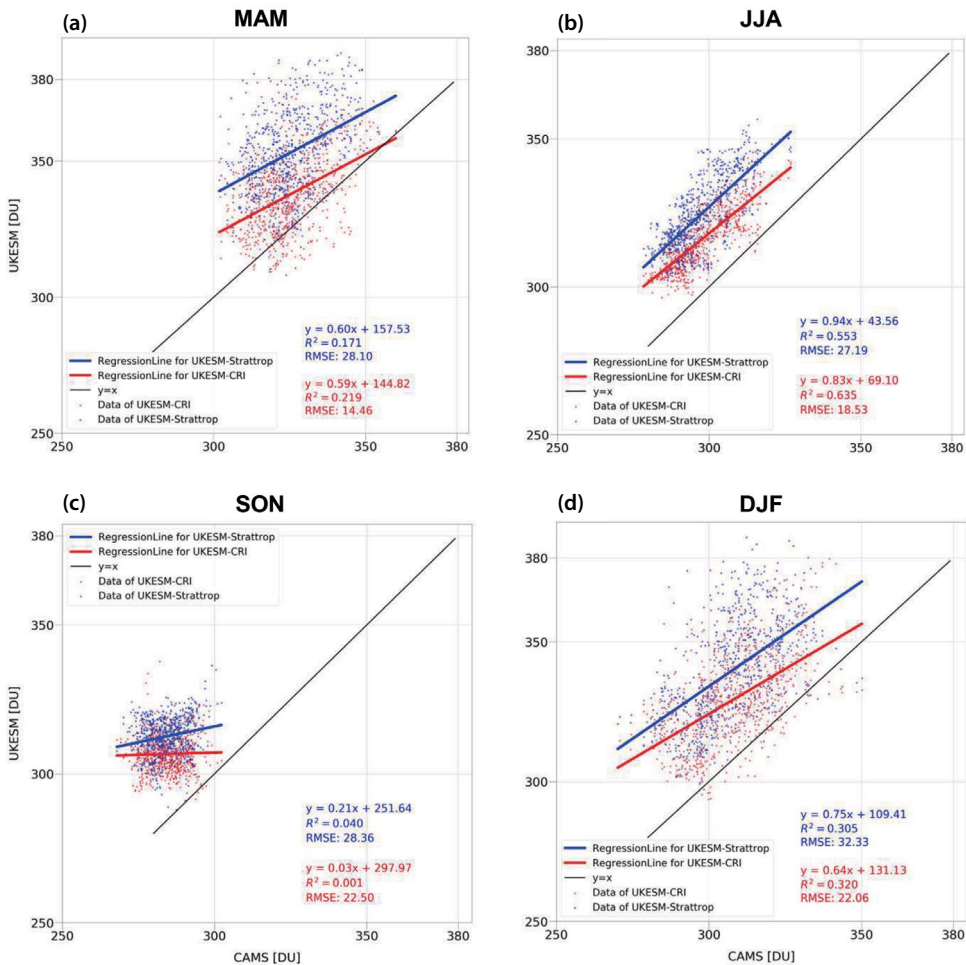 (a)
MAM
380
350
300
250
UKESM [DU]
y = 0.60x + 157.53
R² = 0.171
RMSE: 28.10
y = 0.59x + 144.82
R² = 0.219
RMSE: 14.46
RegressionLine for UKESM-Strattrop
RegressionLine for UKESM-CRI
y=x
Data of UKESM-CRI
Data of UKESM-Strattrop
250 300 350 380
(b)
JJA
380
350
300
250
y = 0.94x + 43.56
R² = 0.553
RMSE: 27.19
y = 0.83x + 69.10
R² = 0.635
RMSE: 18.53
RegressionLine for UKESM-Strattrop
RegressionLine for UKESM-CRI
y=x
Data of UKESM-CRI
Data of UKESM-Strattrop
250 300 350 380
(c)
SON
380
350
300
250
UKESM [DU]
RegressionLine for UKESM-Strattrop
RegressionLine for UKESM-CRI
y=x
Data of UKESM-CRI
Data of UKESM-Strattrop
y = 0.21x + 251.64
R² = 0.040
RMSE: 28.36
y = 0.03x + 297.97
R² = 0.001
RMSE: 22.50
250 300 350 380
CAMS [DU]
(d)
DJF
380
350
300
250
y = 0.75x + 109.41
R² = 0.305
RMSE: 32.33
y = 0.64x + 131.13
R² = 0.320
RMSE: 22.06
RegressionLine for UKESM-Strattrop
RegressionLine for UKESM-CRI
y=x
Data of UKESM-CRI
Data of UKESM-Strattrop
250 300 350 380
CAMS [DU]